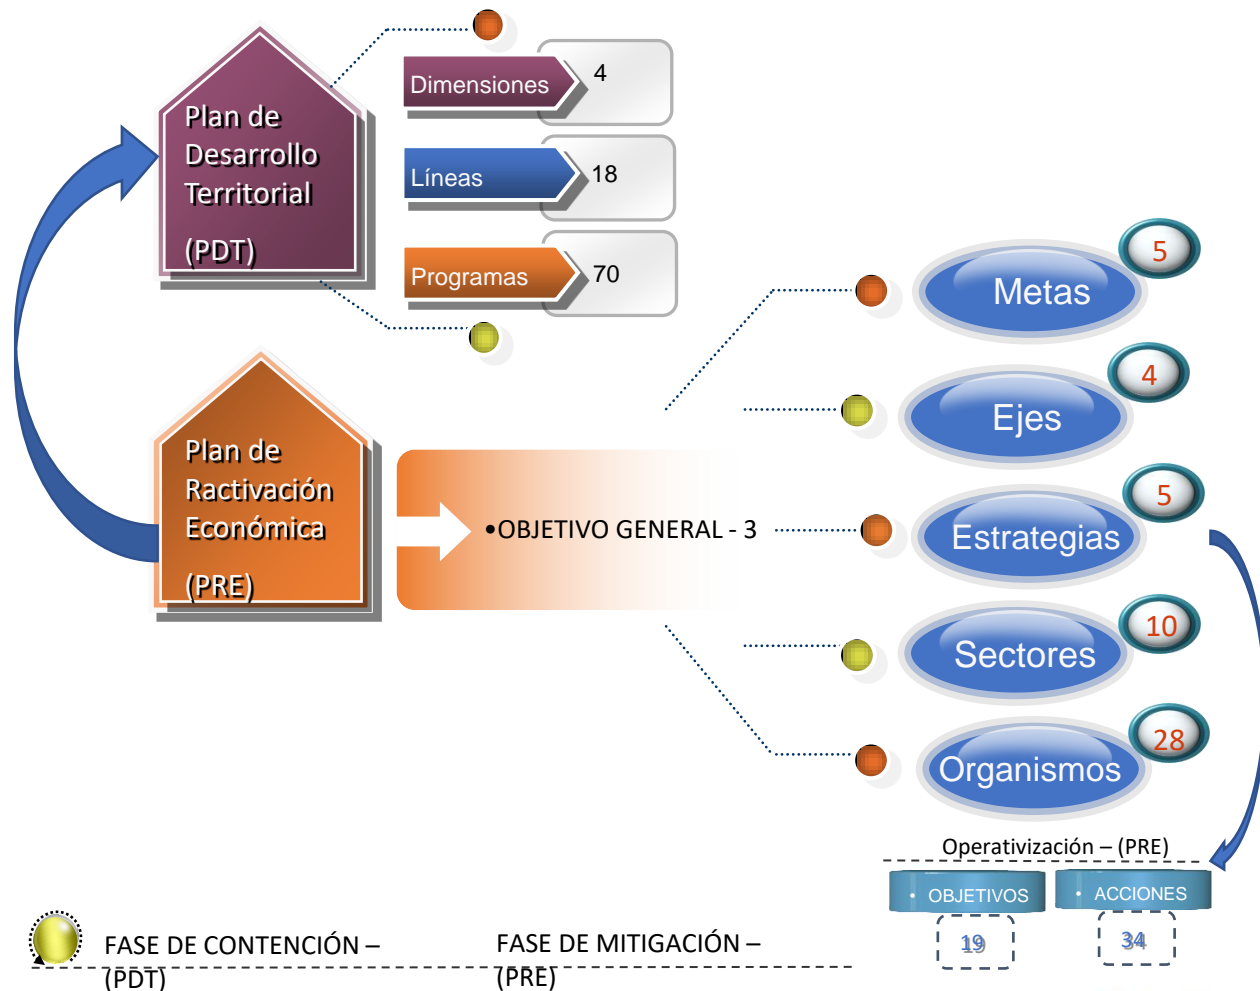 Plan de
Desarrollo
Territorial
(PDT)
Dimensiones
4
Líneas
18
Programas
70
Plan de
Ractivación
Económica
(PRE)
•OBJETIVO GENERAL - 3
Metas
5
Ejes
4
Estrategias
5
Sectores
10
Organismos
28
Operativización – (PRE)
• OBJETIVOS
• ACCIONES
19
34
FASE DE CONTENCIÓN –
(PDT)
FASE DE MITIGACIÓN –
(PRE)